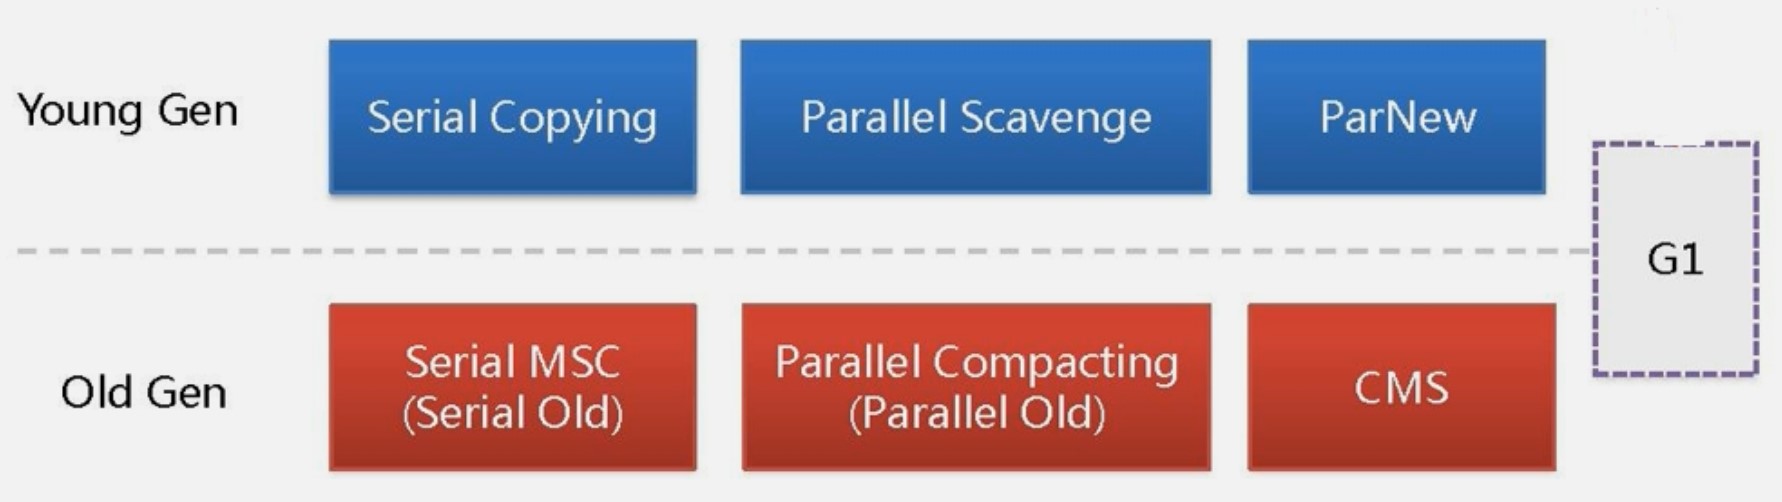 Young Gen
Serial Copying
Parallel Scavenge
ParNew
G1
Old Gen
Serial MSC
(Serial Old)
Parallel Compacting
(Parallel Old)
CMS